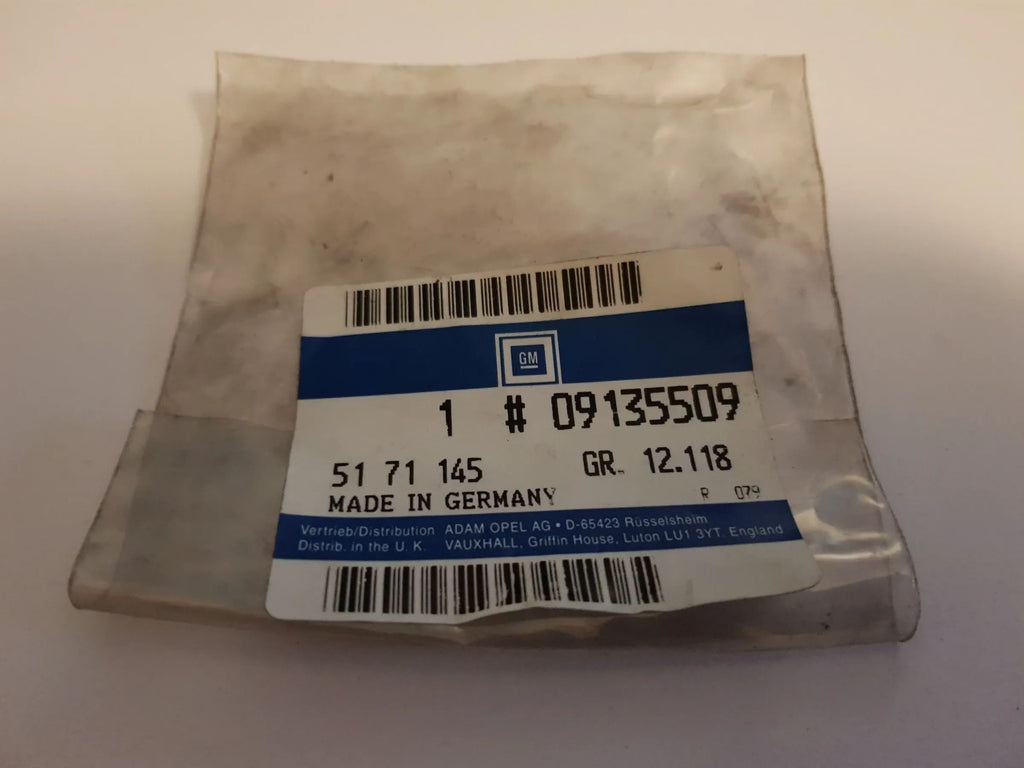 GM
1 # 09135509
51 71 145 GR. 12.118
MADE IN GERMANY R 079
Vertrieb/Distribution ADAM OPEL AG • D-65423 Rüsselsheim
Distrib. in the U. K. VAUXHALL, Griffin House, Luton LU1 3YT. England